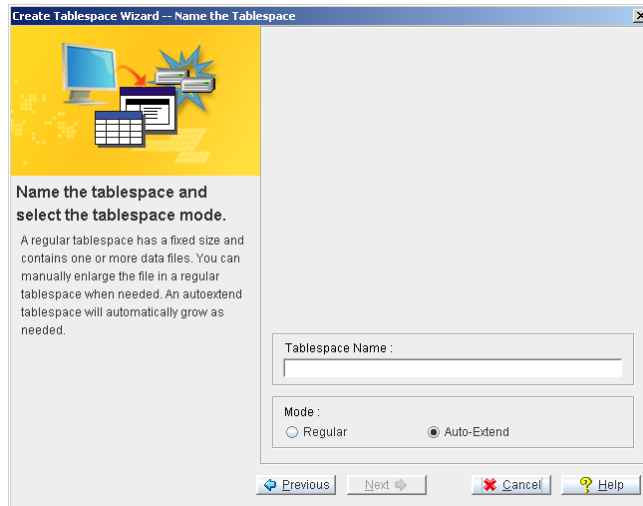 Create Tablespace Wizard -- Name the Tablespace
Name the tablespace and
select the tablespace mode.
A regular tablespace has a fixed size and
contains one or more data files. You can
manually enlarge the file in a regular
tablespace when needed. An autoextend
tablespace will automatically grow as
needed.
Tablespace Name :
Mode :
Regular Auto-Extend
Previous Next Cancel Help